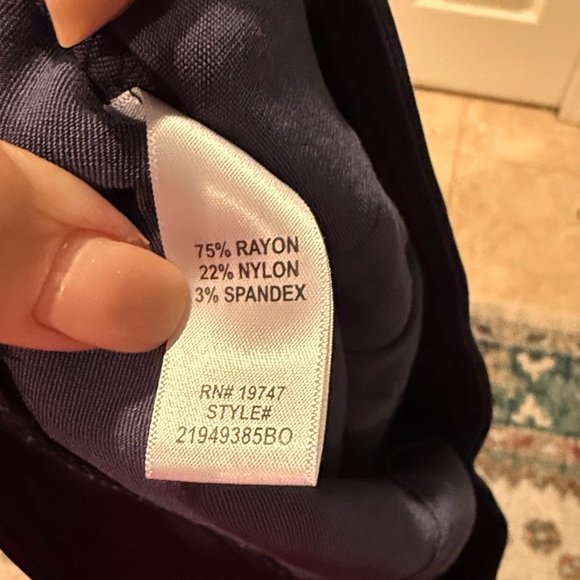 75% RAYON
22% NYLON
3% SPANDEX
RN# 19747
STYLE#
21949385BO